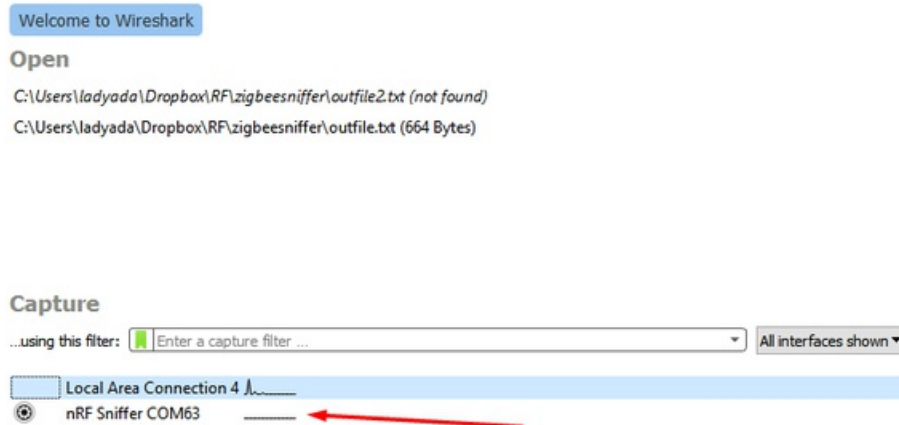 Welcome to Wireshark
Open
C:\Users\ladyada\Dropbox\RF\zigbeesniffer\outfile2.txt (not found)
C:\Users\ladyada\Dropbox\RF\zigbeesniffer\outfile.txt (664 Bytes)
Capture
...using this filter: Enter a capture filter ... All interfaces shown
Local Area Connection 4
nRF Sniffer COM63